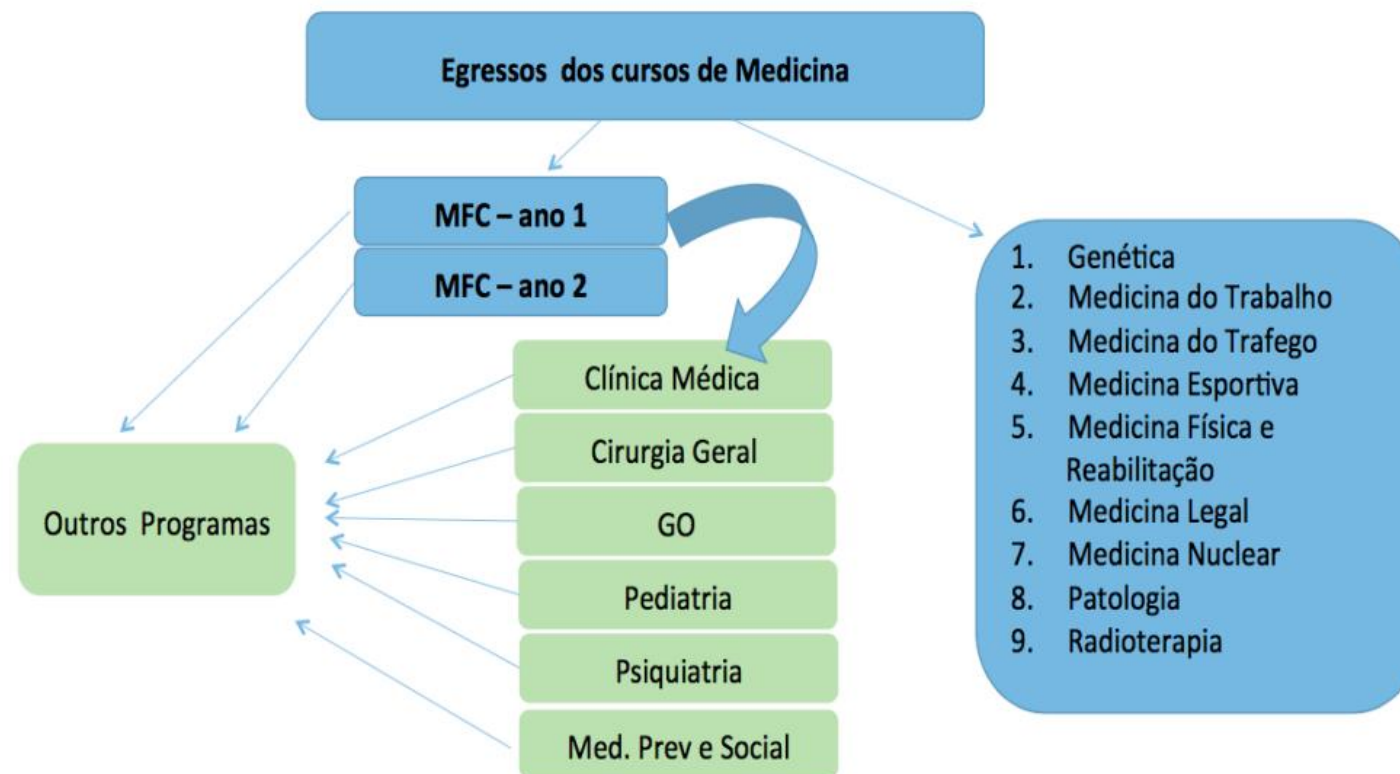 Egressos dos cursos de Medicina
MFC – ano 1
MFC – ano 2
Clínica Médica
Cirurgia Geral
GO
Pediatria
Psiquiatria
Med. Prev e Social
Outros Programas
1. Genética
2. Medicina do Trabalho
3. Medicina do Trafego
4. Medicina Esportiva
5. Medicina Física e
Reabilitação
6. Medicina Legal
7. Medicina Nuclear
8. Patologia
9. Radioterapia